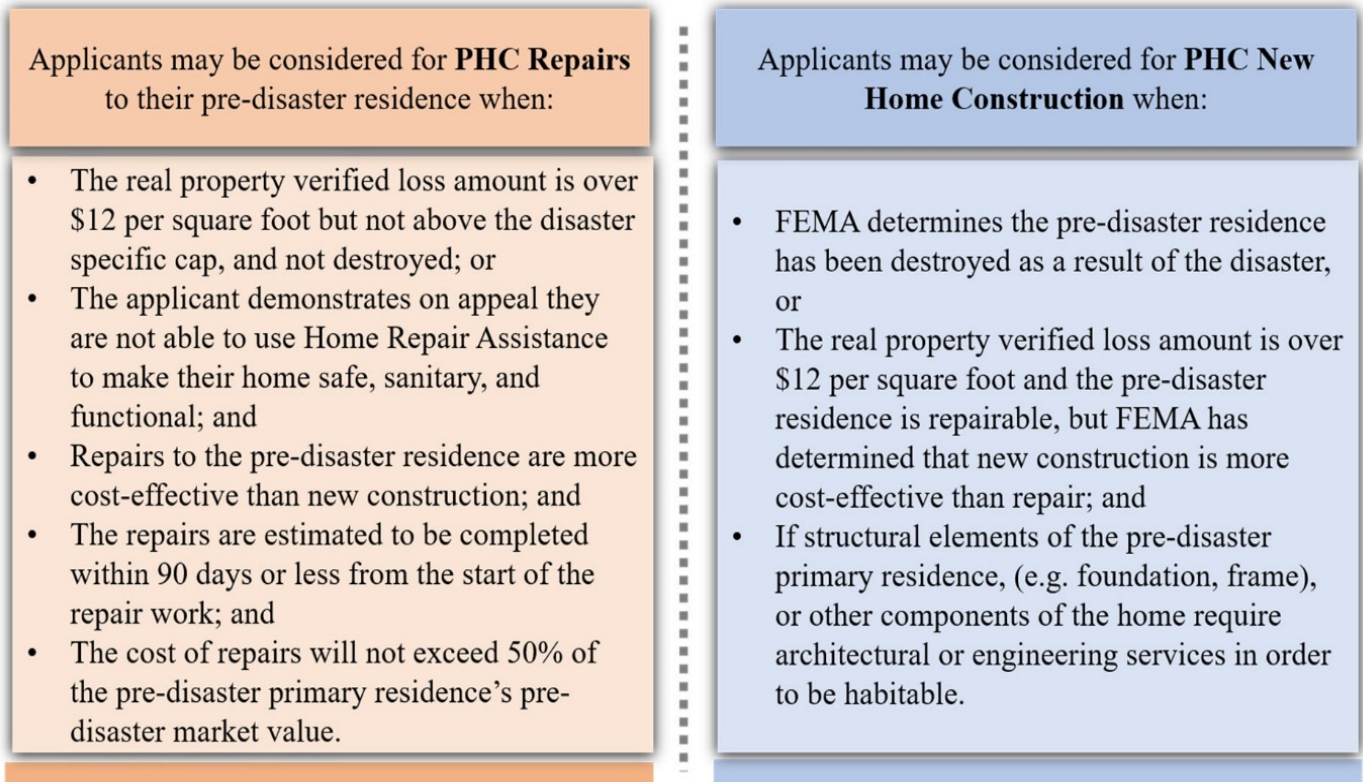 Applicants may be considered for PHC Repairs
to their pre-disaster residence when:
• The real property verified loss amount is over
$12 per square foot but not above the disaster
specific cap, and not destroyed; or
• The applicant demonstrates on appeal they
are not able to use Home Repair Assistance
to make their home safe, sanitary, and
functional; and
• Repairs to the pre-disaster residence are more
cost-effective than new construction; and
• The repairs are estimated to be completed
within 90 days or less from the start of the
repair work; and
• The cost of repairs will not exceed 50% of
the pre-disaster primary residence’s pre-
disaster market value.
Applicants may be considered for PHC New
Home Construction when:
• FEMA determines the pre-disaster residence
has been destroyed as a result of the disaster,
or
• The real property verified loss amount is over
$12 per square foot and the pre-disaster
residence is repairable, but FEMA has
determined that new construction is more
cost-effective than repair; and
• If structural elements of the pre-disaster
primary residence, (e.g. foundation, frame),
or other components of the home require
architectural or engineering services in order
to be habitable.